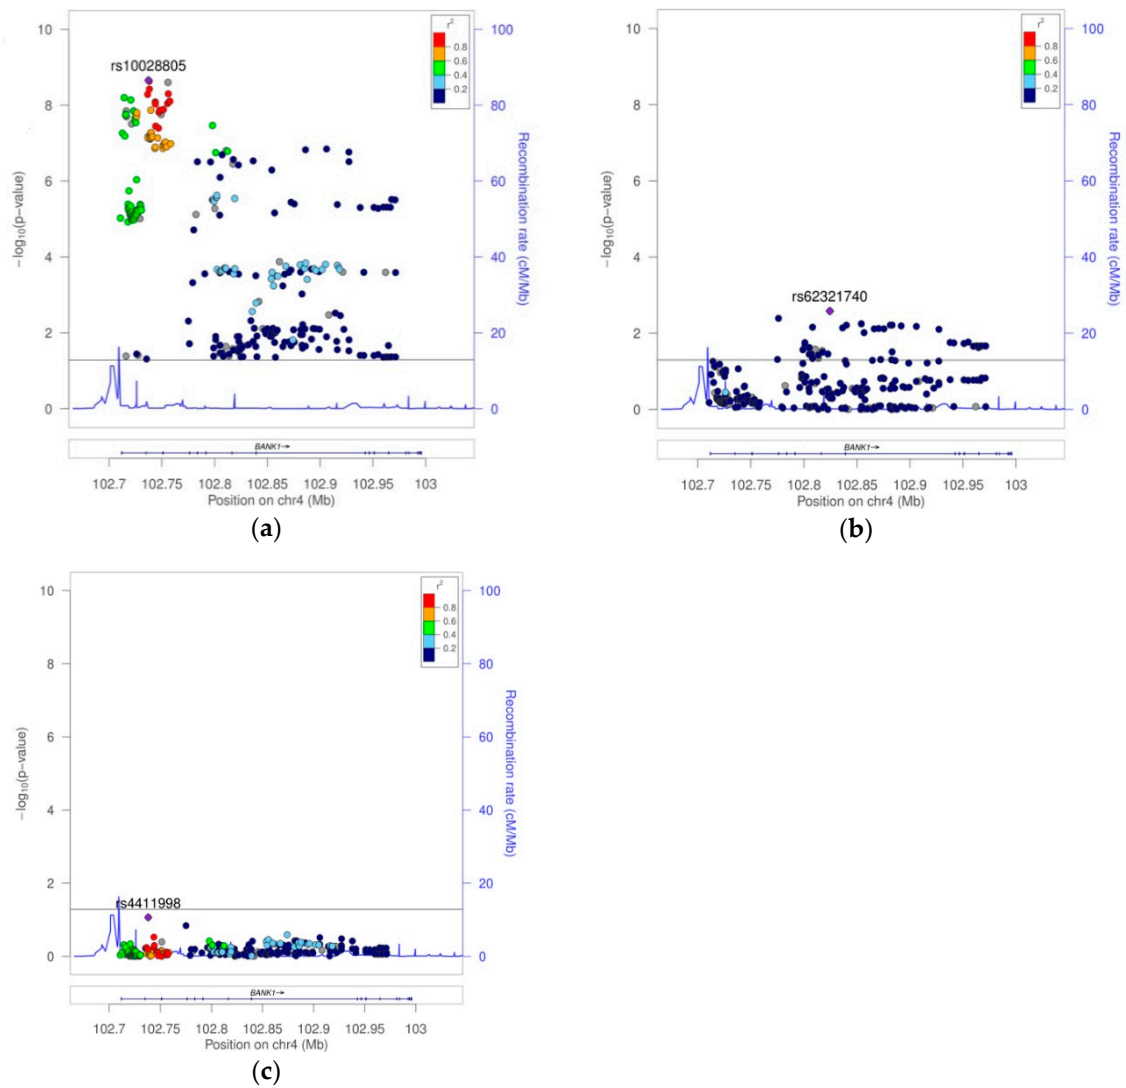 r²
0.8
0.6
0.4
0.2
rs10028805
10
8
6
4
2
0
−log₁₀(p−value)
100
80
60
40
20
0
Recombination rate (cM/Mb)
BANK1→
102.7 102.75 102.8 102.85 102.9 102.95 103
Position on chr4 (Mb)
(a)
r²
0.8
0.6
0.4
0.2
rs62321740
10
8
6
4
2
0
−log₁₀(p−value)
100
80
60
40
20
0
Recombination rate (cM/Mb)
BANK1→
102.7 102.75 102.8 102.85 102.9 102.95 103
Position on chr4 (Mb)
(b)
r²
0.8
0.6
0.4
0.2
rs4411998
10
8
6
4
2
0
−log₁₀(p−value)
100
80
60
40
20
0
Recombination rate (cM/Mb)
BANK1→
102.7 102.75 102.8 102.85 102.9 102.95 103
Position on chr4 (Mb)
(c)